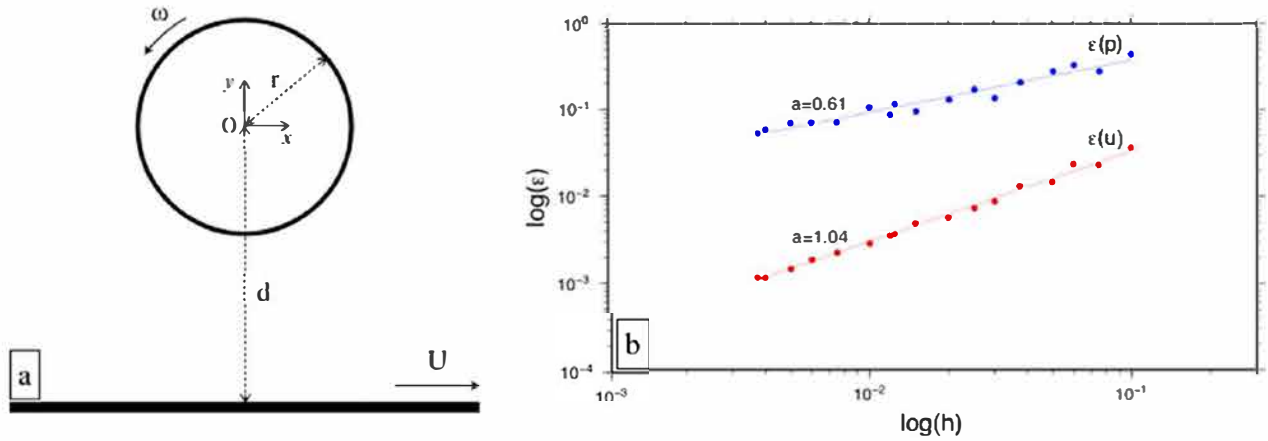 ω
r
y
O
x
d
U
a
10⁰
10⁻¹
10⁻²
10⁻³
10⁻⁴
log(ε)
ε(p)
a=0.61
ε(u)
a=1.04
b
10⁻³
10⁻²
10⁻¹
log(h)